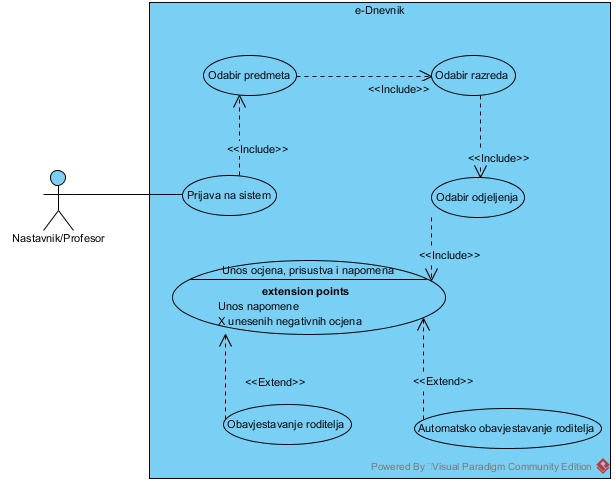 e-Dnevnik
Odabir predmeta
Odabir razreda
<<Include>>
<<Include>>
<<Include>>
Prijava na sistem
Odabir odjeljenja
Nastavnik/Profesor
<<Include>>
Unos ocjena, prisustva i napomena
extension points
Unos napomene
X unesenih negativnih ocjena
<<Extend>>
<<Extend>>
Obavjestavanje roditelja
Automatsko obavjestavanje roditelja
Powered By Visual Paradigm Community Edition